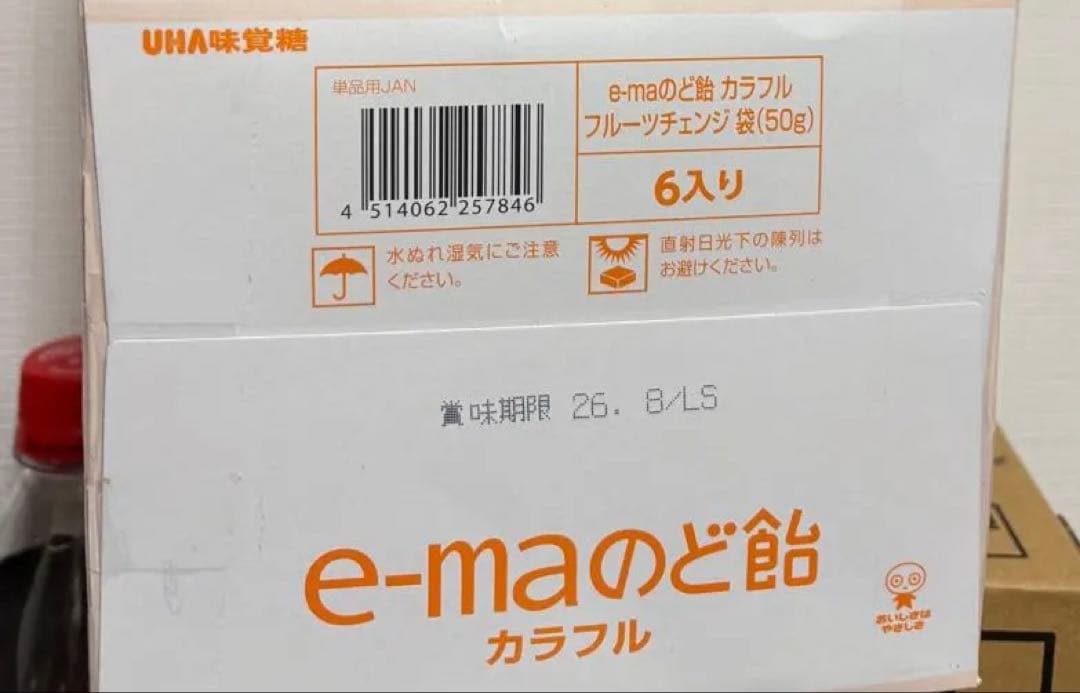 UHA味覚糖
単品用JAN
4 514062 257846
e-maのど飴 カラフル
フルーツチェンジ 袋(50g)
6入り
水ぬれ湿気にご注意
ください。
直射日光下の陳列は
お避けください。
賞味期限 26. 8/LS
e-maのど飴
カラフル
おいしさは
やさしさ